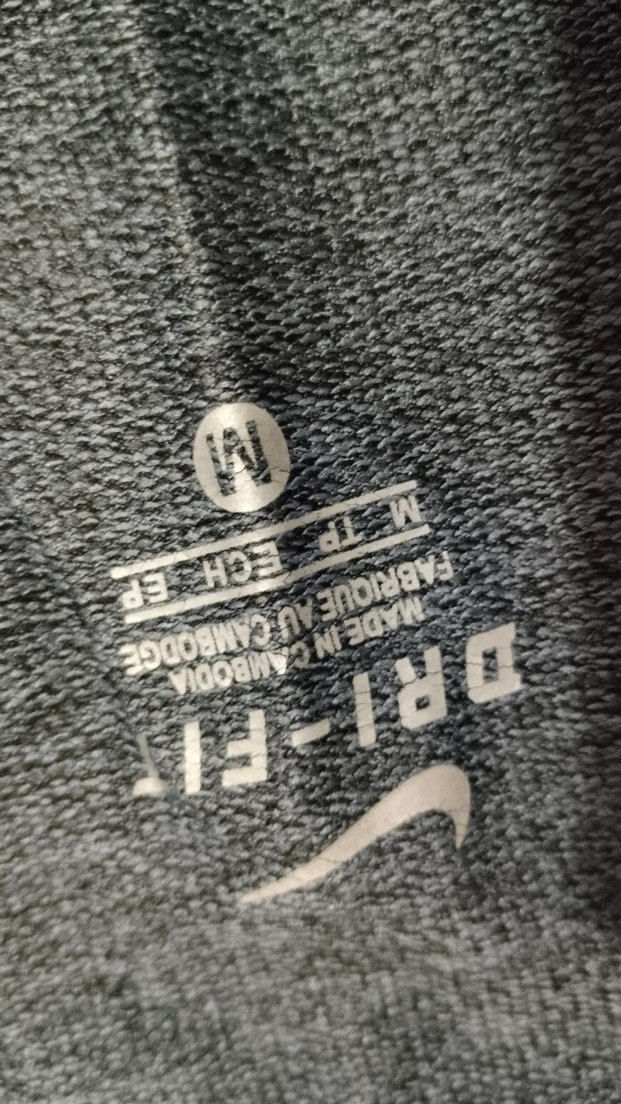 DRI-FIT
MADE IN CAMBODIA
FABRIQUE AU CAMBODGE
M TP ECH EP
M